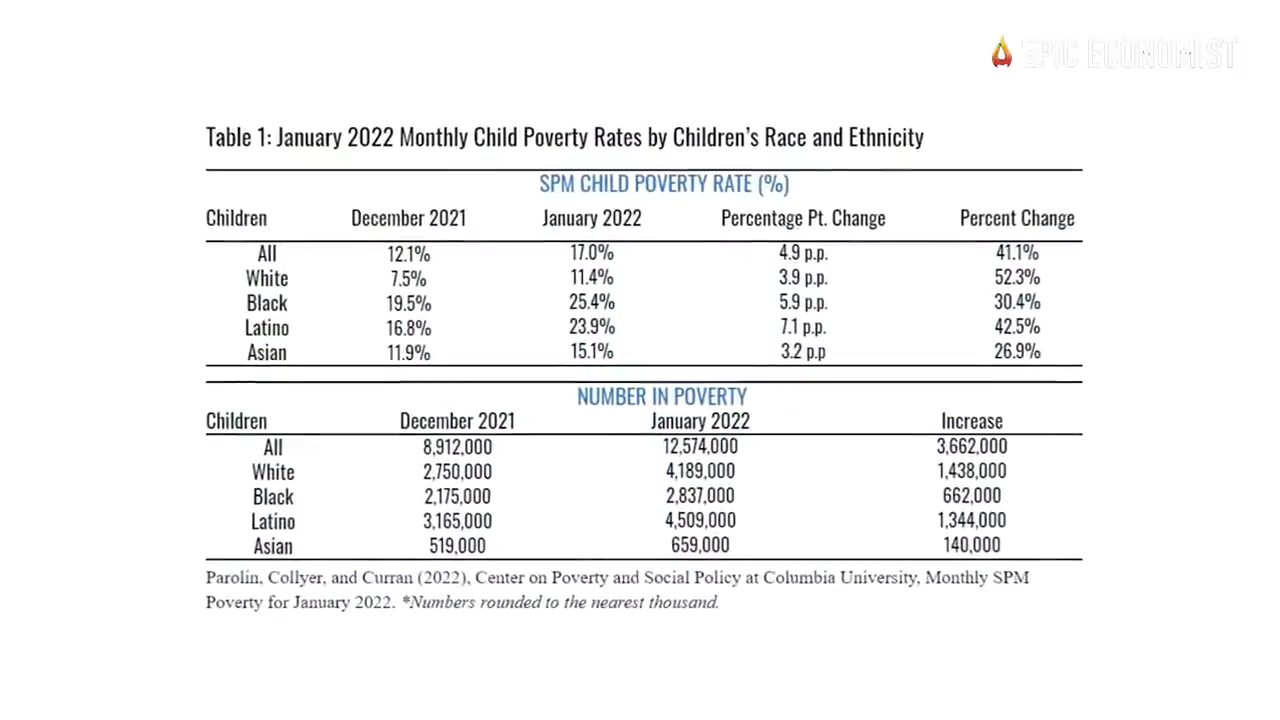 EPIC ECONOMIST
Table 1: January 2022 Monthly Child Poverty Rates by Children's Race and Ethnicity
SPM CHILD POVERTY RATE (%)
Children December 2021 January 2022 Percentage Pt. Change Percent Change
All 12.1% 17.0% 4.9 p.p. 41.1%
White 7.5% 11.4% 3.9 p.p. 52.3%
Black 19.5% 25.4% 5.9 p.p. 30.4%
Latino 16.8% 23.9% 7.1 p.p. 42.5%
Asian 11.9% 15.1% 3.2 p.p 26.9%
NUMBER IN POVERTY
Children December 2021 January 2022 Increase
All 8,912,000 12,574,000 3,662,000
White 2,750,000 4,189,000 1,438,000
Black 2,175,000 2,837,000 662,000
Latino 3,165,000 4,509,000 1,344,000
Asian 519,000 659,000 140,000
Parolin, Collyer, and Curran (2022), Center on Poverty and Social Policy at Columbia University, Monthly SPM
Poverty for January 2022. *Numbers rounded to the nearest thousand.